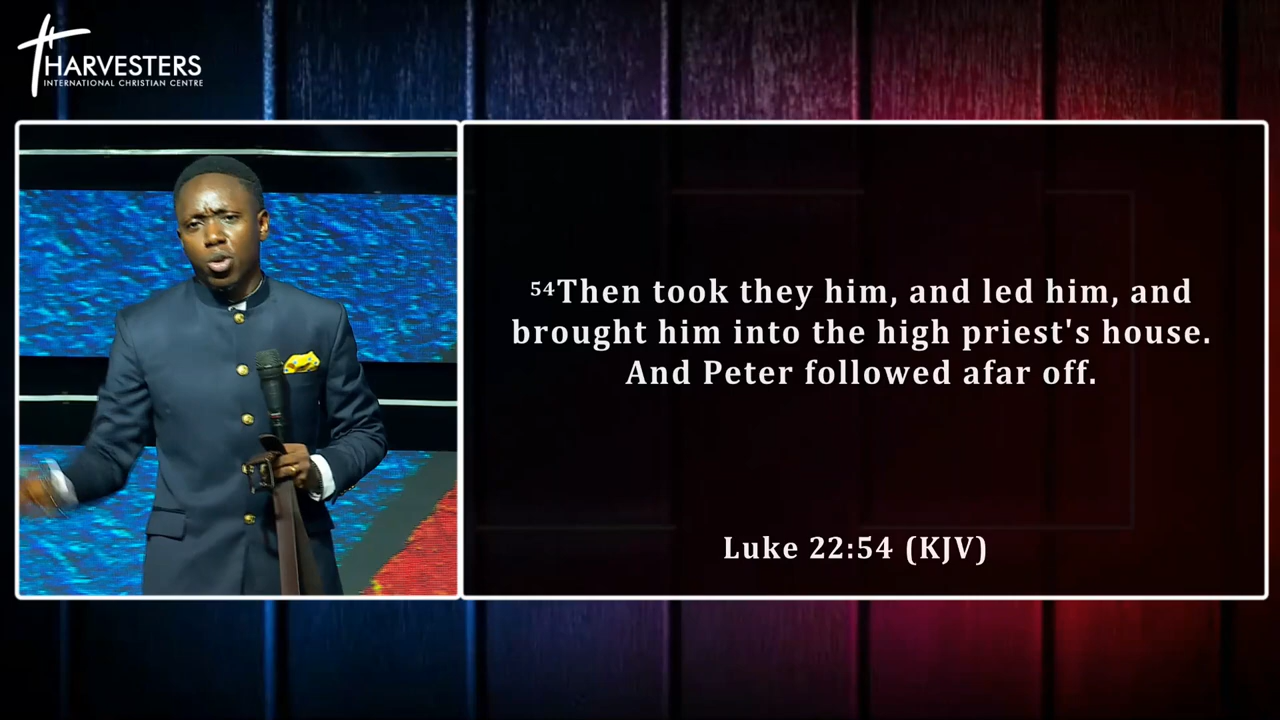 HARVESTERS
INTERNATIONAL CHRISTIAN CENTRE
⁵⁴Then took they him, and led him, and
brought him into the high priest's house.
And Peter followed afar off.
Luke 22:54 (KJV)